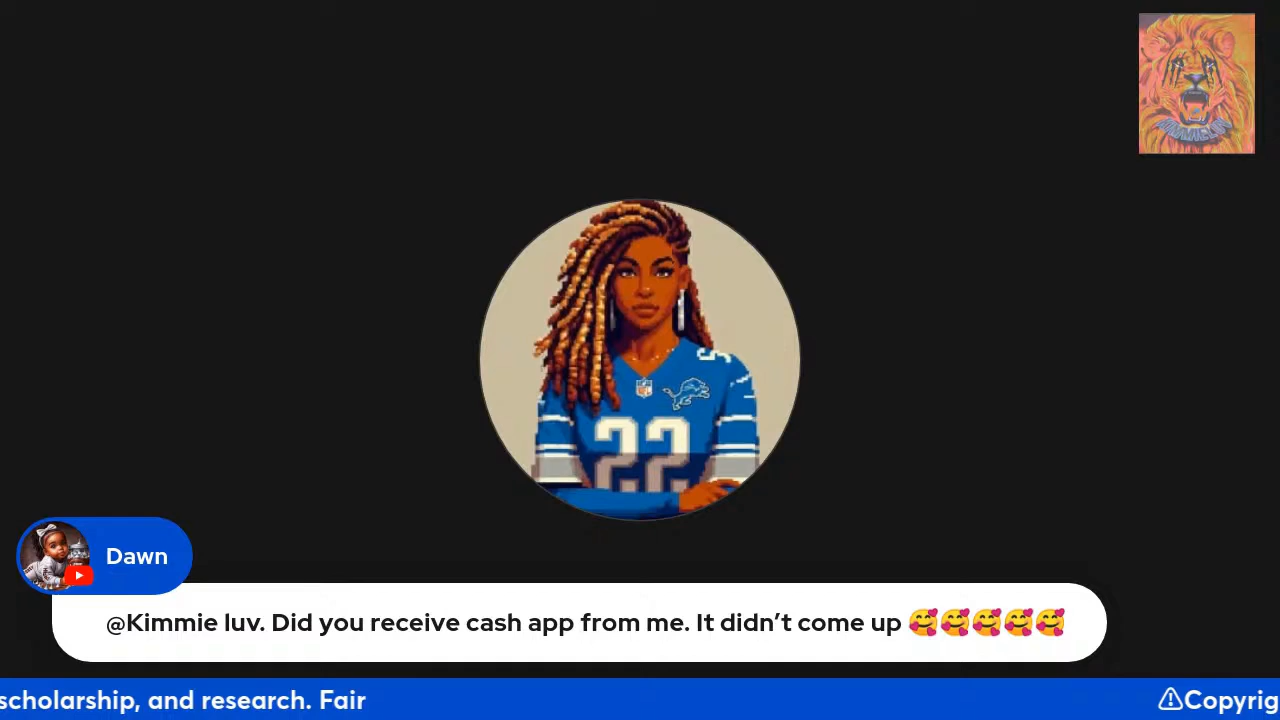 22
Dawn
@Kimmie luv. Did you receive cash app from me. It didn’t come up 🥰🥰🥰🥰🥰
scholarship, and research. Fair
⚠Copyrig